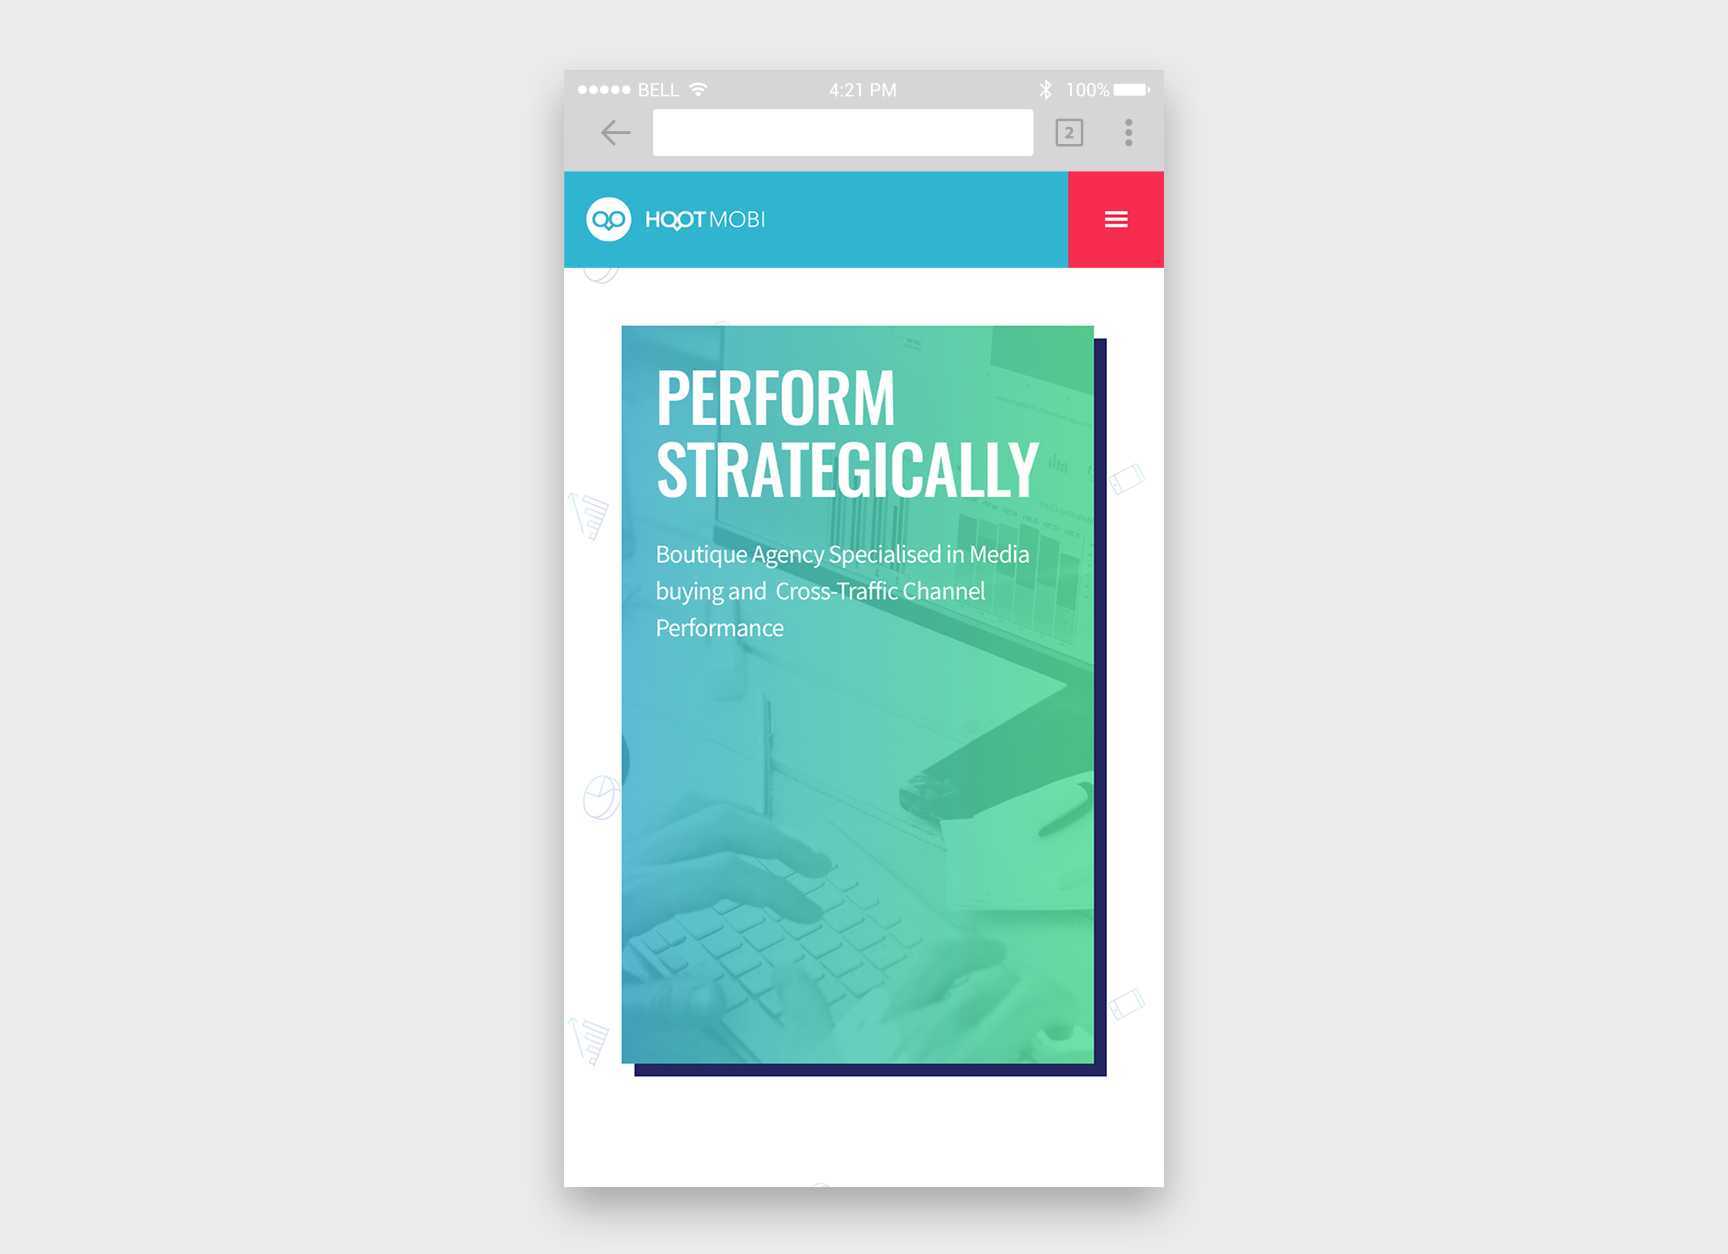 BELL 4:21 PM 100%
2
HOOT MOBI
PERFORM
STRATEGICALLY
Boutique Agency Specialised in Media
buying and Cross-Traffic Channel
Performance